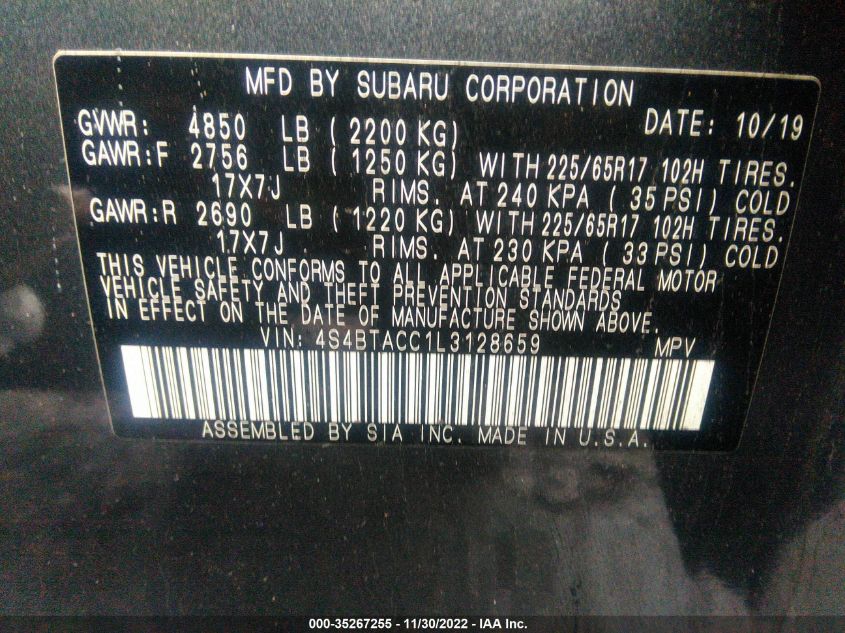 MFD BY SUBARU CORPORATION
GVWR: 4850 LB ( 2200 KG) DATE: 10/19
GAWR:F 2756 LB ( 1250 KG) WITH 225/65R17 102H TIRES.
17X7J RIMS. AT 240 KPA ( 35 PSI) COLD
GAWR:R 2690 LB ( 1220 KG) WITH 225/65R17 102H TIRES.
17X7J RIMS. AT 230 KPA ( 33 PSI) COLD
THIS VEHICLE CONFORMS TO ALL APPLICABLE FEDERAL MOTOR
VEHICLE SAFETY AND THEFT PREVENTION STANDARDS
IN EFFECT ON THE DATE OF MANUFACTURE SHOWN ABOVE.
VIN: 4S4BTACC1L3128659 MPV
ASSEMBLED BY SIA INC. MADE IN U.S.A.
000-35267255 - 11/30/2022 - IAA Inc.